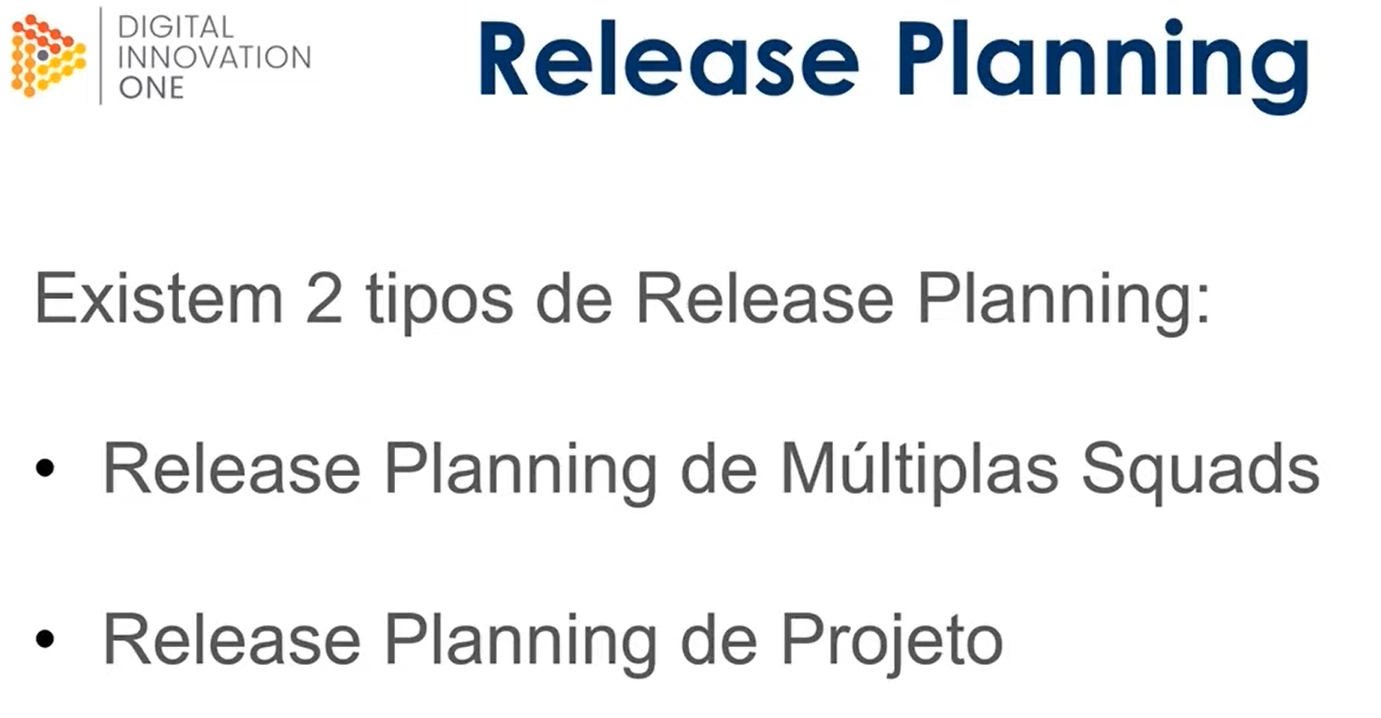 DIGITAL
INNOVATION
ONE
Release Planning
Existem 2 tipos de Release Planning:
• Release Planning de Múltiplas Squads
• Release Planning de Projeto